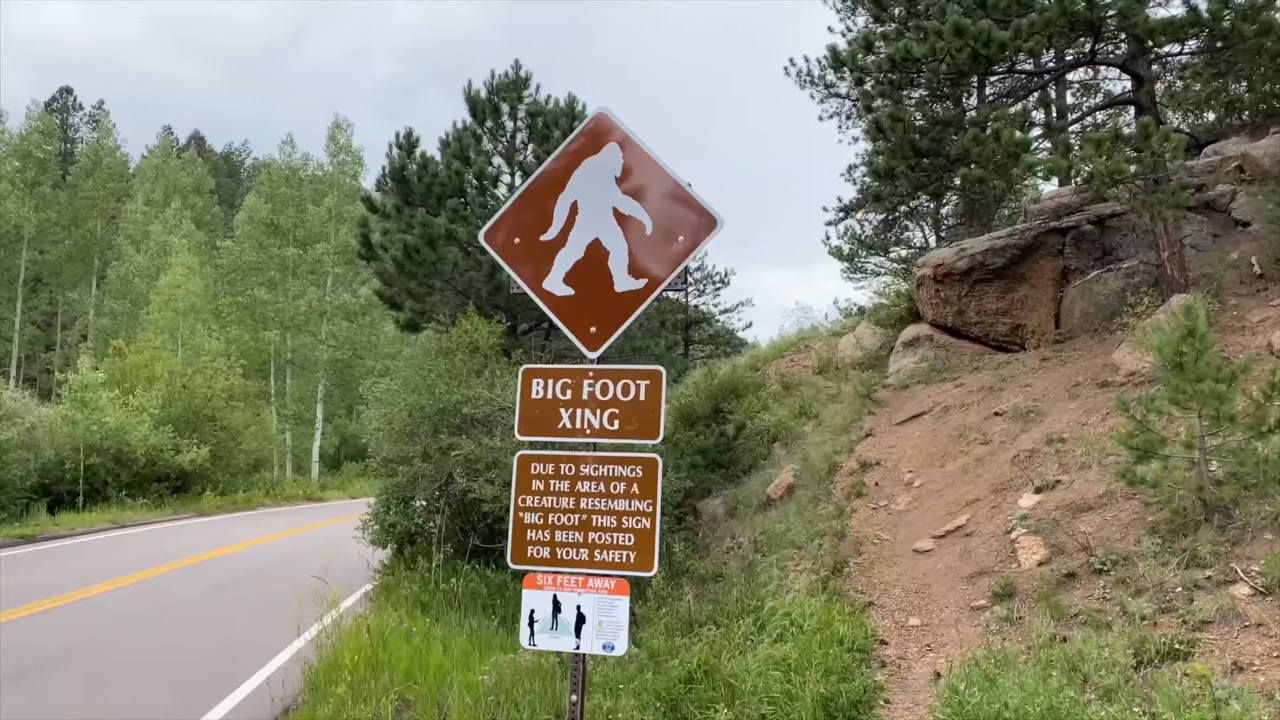 BIG FOOT
XING
DUE TO SIGHTINGS
IN THE AREA OF A
CREATURE RESEMBLING
"BIG FOOT" THIS SIGN
HAS BEEN POSTED
FOR YOUR SAFETY
SIX FEET AWAY